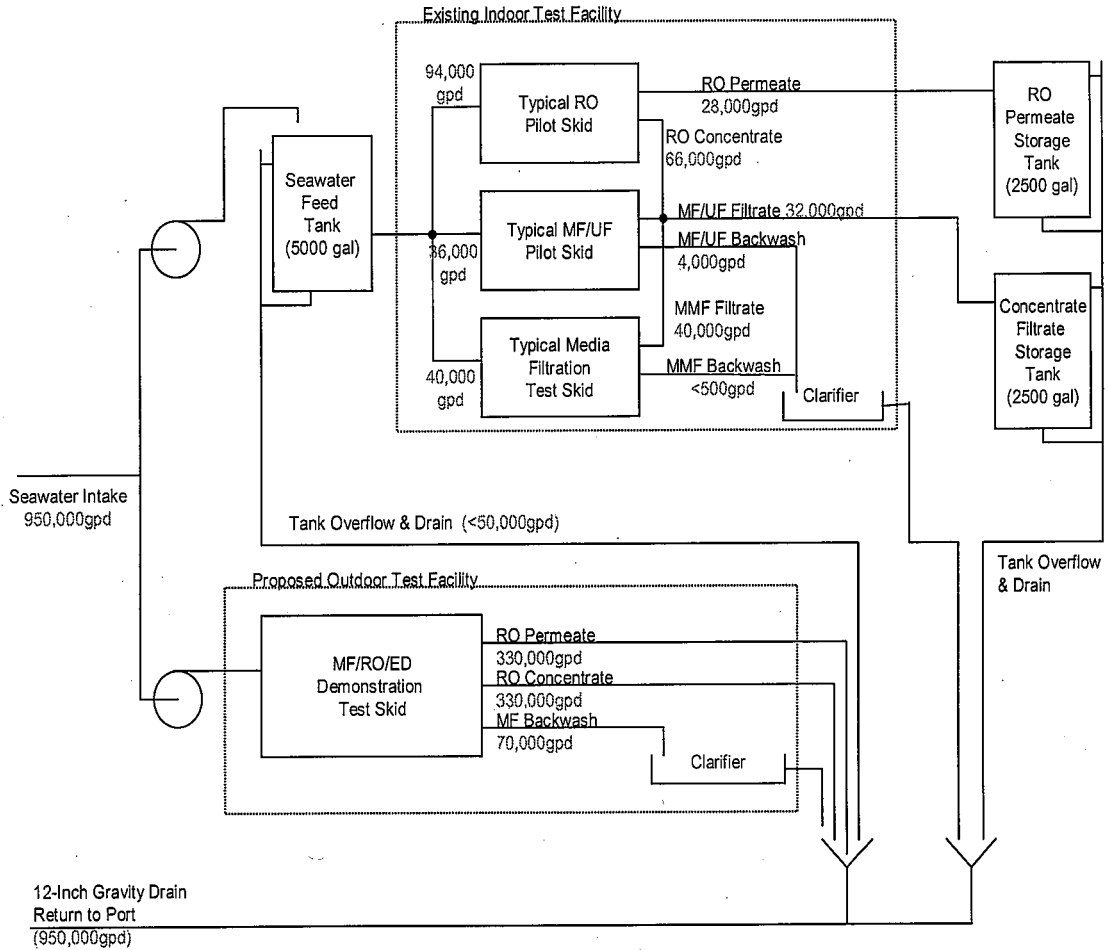 Existing Indoor Test Facility
94,000
gpd
Typical RO
Pilot Skid
RO Permeate
28,000gpd
RO Concentrate
66,000gpd
RO
Permeate
Storage
Tank
(2500 gal)
Seawater
Feed
Tank
(5000 gal)
36,000
gpd
Typical MF/UF
Pilot Skid
MF/UF Filtrate 32,000gpd
MF/UF Backwash
4,000gpd
MMF Filtrate
40,000gpd
40,000
gpd
Typical Media
Filtration
Test Skid
MMF Backwash
<500gpd
Clarifier
Concentrate
Filtrate
Storage
Tank
(2500 gal)
Seawater Intake
950,000gpd
Tank Overflow & Drain (<50,000gpd)
Tank Overflow
& Drain
Proposed Outdoor Test Facility
MF/RO/ED
Demonstration
Test Skid
RO Permeate
330,000gpd
RO Concentrate
330,000gpd
MF Backwash
70,000gpd
Clarifier
12-Inch Gravity Drain
Return to Port
(950,000gpd)